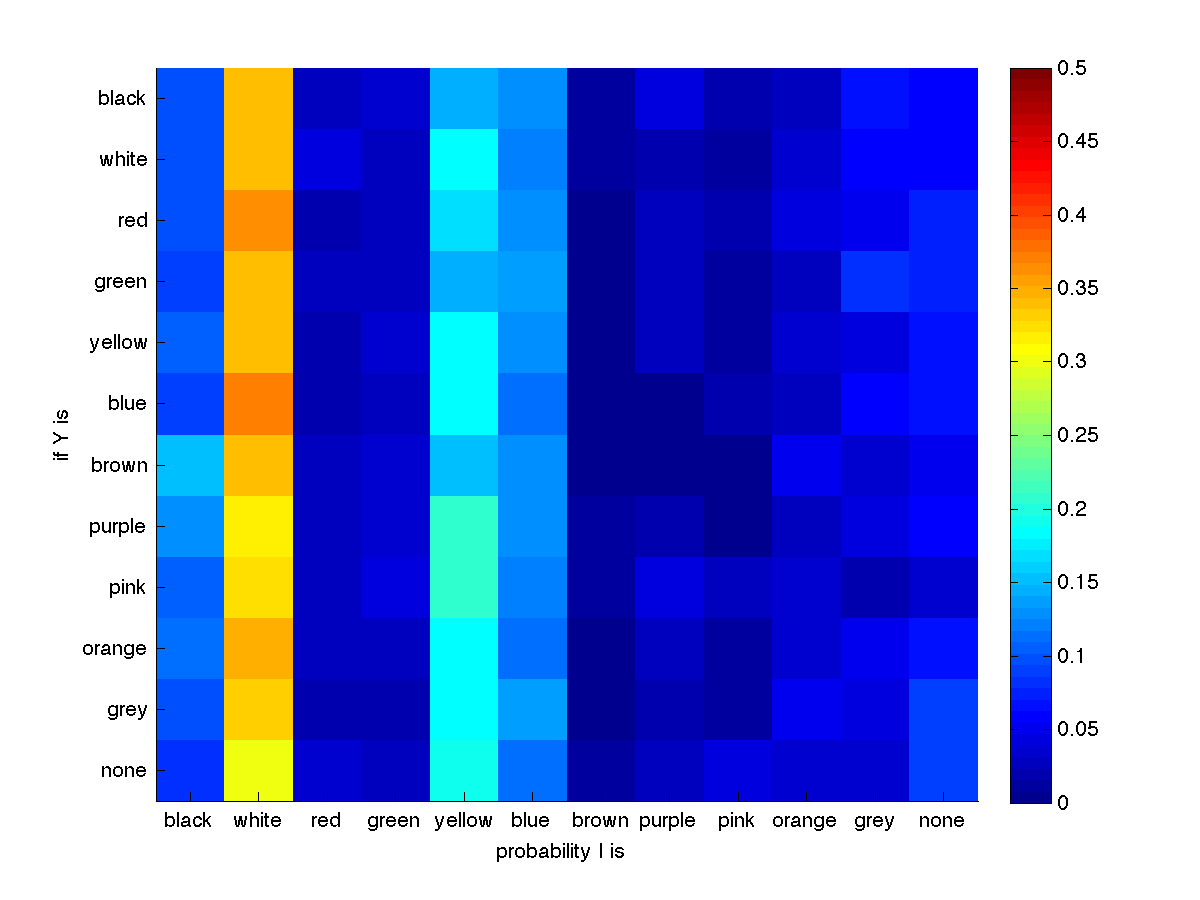 black
white
red
green
yellow
blue
brown
purple
pink
orange
grey
none
if Y is
black white red green yellow blue brown purple pink orange grey none
probability I is
0.5
0.45
0.4
0.35
0.3
0.25
0.2
0.15
0.1
0.05
0